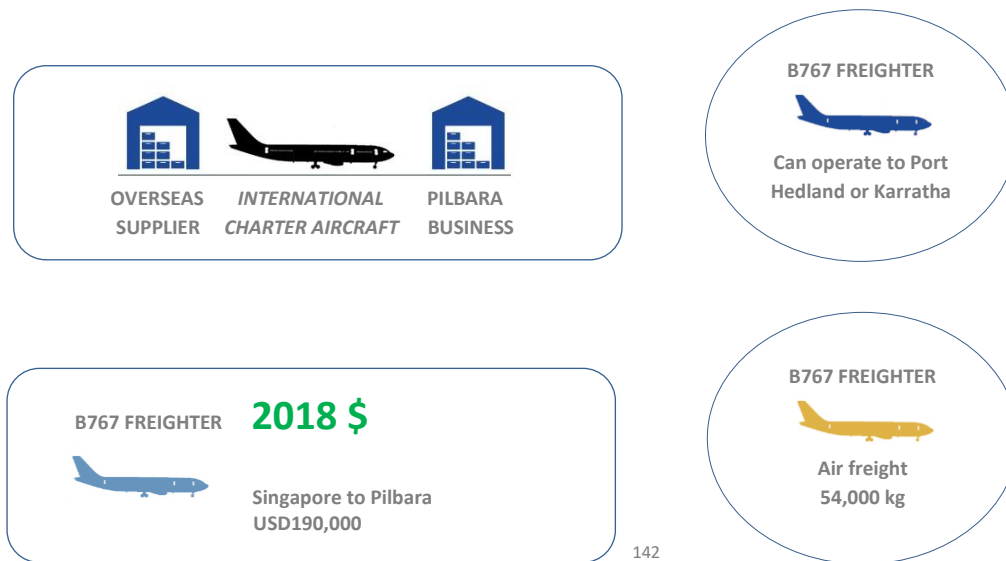 OVERSEAS SUPPLIER
INTERNATIONAL CHARTER AIRCRAFT
PILBARA BUSINESS
B767 FREIGHTER
Can operate to Port
Hedland or Karratha
B767 FREIGHTER
2018 $
Singapore to Pilbara
USD190,000
B767 FREIGHTER
Air freight
54,000 kg
142